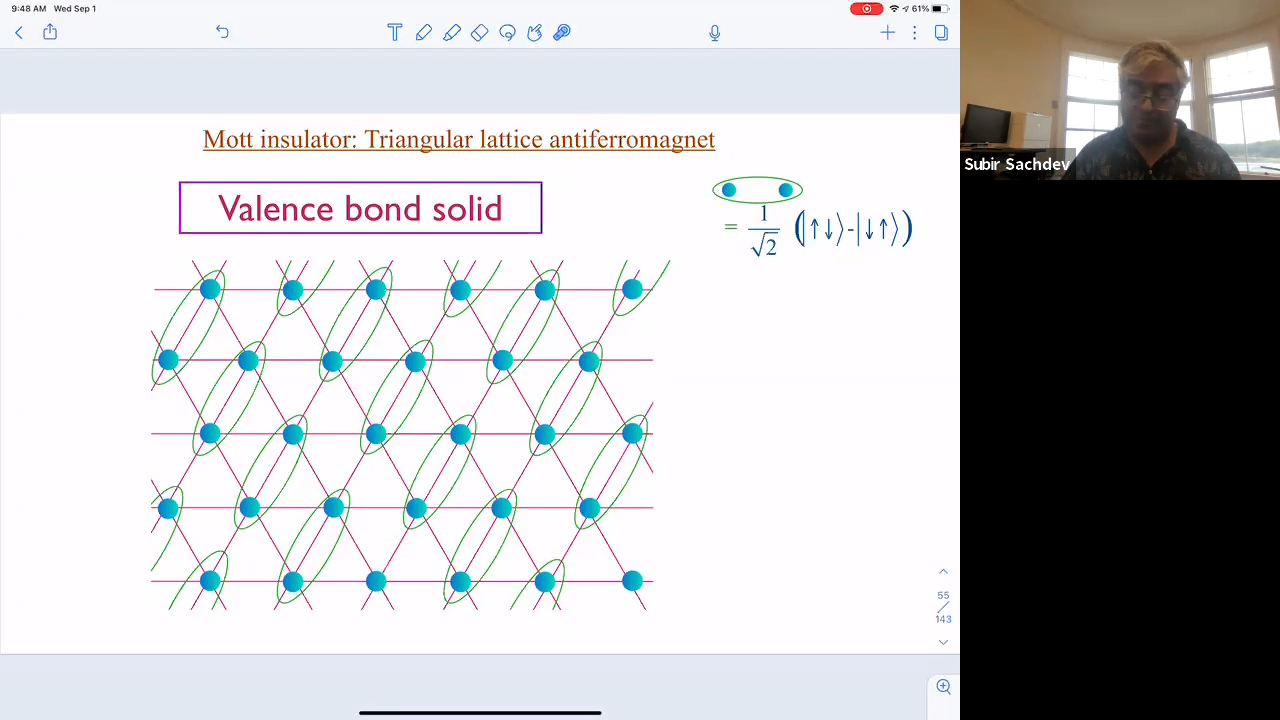 9:48 AM Wed Sep 1
61%
Mott insulator: Triangular lattice antiferromagnet
Valence bond solid
= 1/√2 (|↑↓⟩-|↓↑⟩)
Subir Sachdev
55
/
143